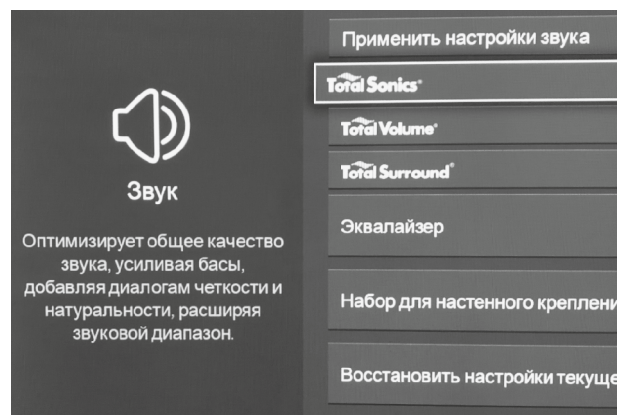 Звук
Оптимизирует общее качество
звука, усиливая басы,
добавляя диалогам четкости и
натуральности, расширяя
звуковой диапазон.
Применить настройки звука
Total Sonics®
Total Volume®
Total Surround®
Эквалайзер
Набор для настенного креплени
Восстановить настройки текуще